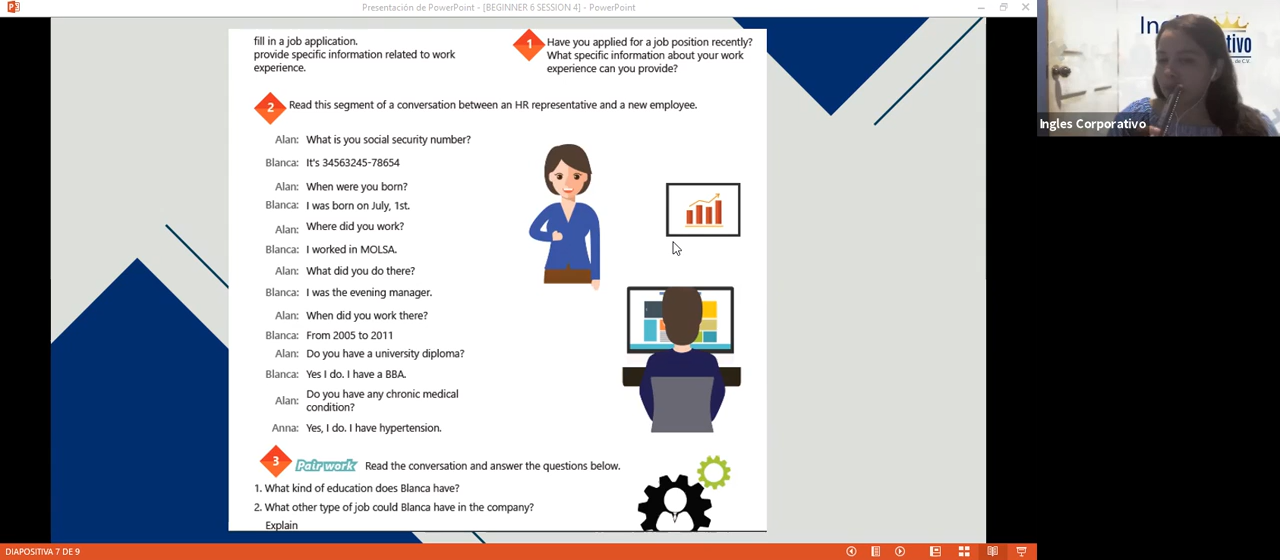 Presentación de PowerPoint - [BEGINNER 6 SESSION 4] - PowerPoint
fill in a job application.
provide specific information related to work
experience.
1 Have you applied for a job position recently?
What specific information about your work
experience can you provide?
2 Read this segment of a conversation between an HR representative and a new employee.
Alan: What is you social security number?
Blanca: It's 34563245-78654
Alan: When were you born?
Blanca: I was born on July, 1st.
Alan: Where did you work?
Blanca: I worked in MOLSA.
Alan: What did you do there?
Blanca: I was the evening manager.
Alan: When did you work there?
Blanca: From 2005 to 2011
Alan: Do you have a university diploma?
Blanca: Yes I do. I have a BBA.
Alan: Do you have any chronic medical
condition?
Anna: Yes, I do. I have hypertension.
3 Pair work Read the conversation and answer the questions below.
1. What kind of education does Blanca have?
2. What other type of job could Blanca have in the company?
Explain
Ingles Corporativo
DIAPOSITIVA 7 DE 9